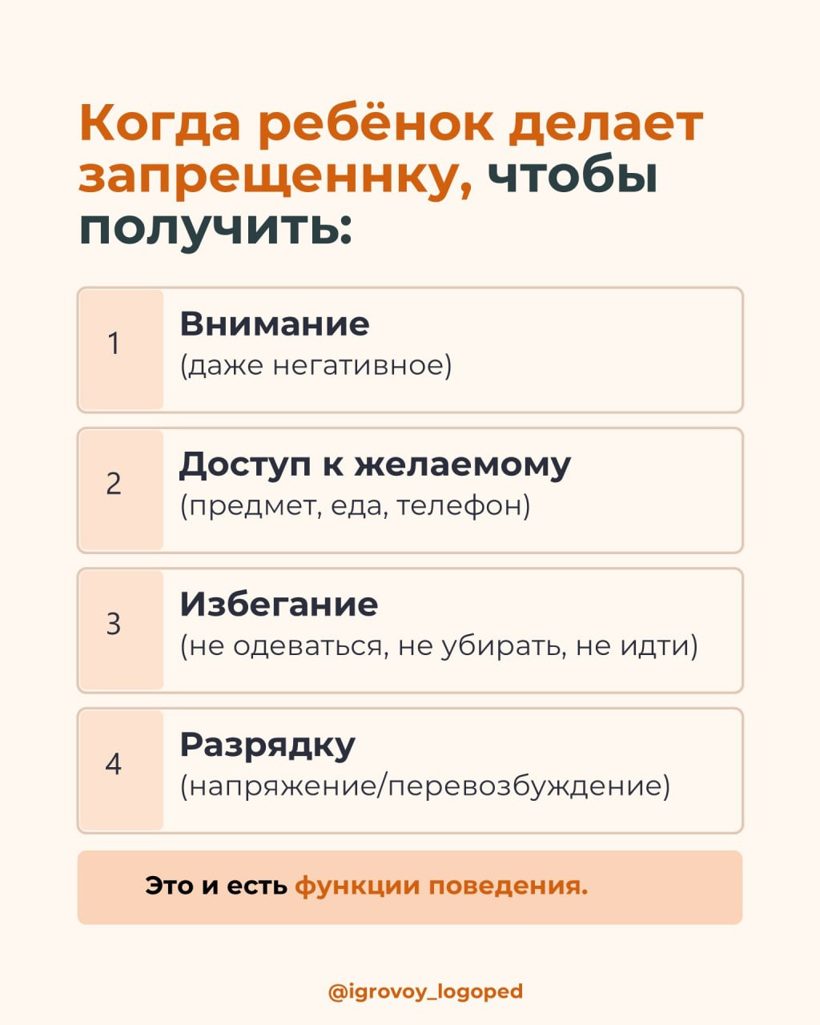 Когда ребёнок делает
запрещеннку, чтобы
получить:
1
Внимание
(даже негативное)
2
Доступ к желаемому
(предмет, еда, телефон)
3
Избегание
(не одеваться, не убирать, не идти)
4
Разрядку
(напряжение/перевозбуждение)
Это и есть функции поведения.
@igrovoy_logoped